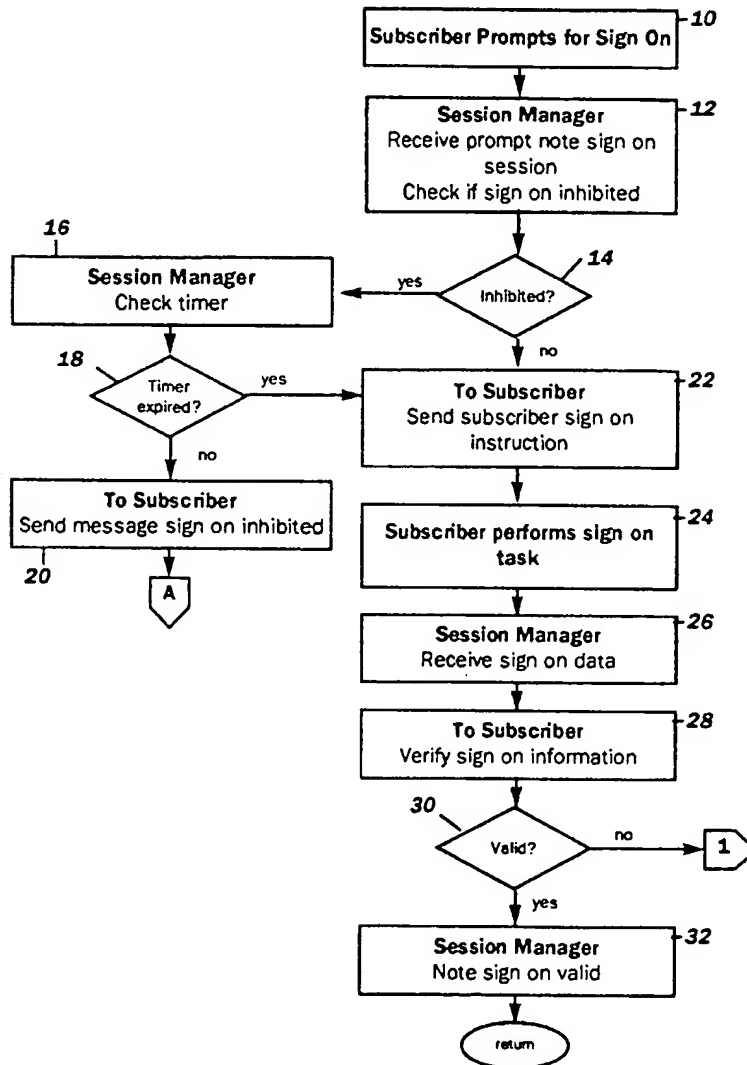 10
Subscriber Prompts for Sign On
12
Session Manager
Receive prompt note sign on
session
Check if sign on inhibited
14
Inhibited?
yes
no
16
Session Manager
Check timer
18
Timer
expired?
yes
no
22
To Subscriber
Send subscriber sign on
instruction
To Subscriber
Send message sign on inhibited
20
A
24
Subscriber performs sign on
task
26
Session Manager
Receive sign on data
28
To Subscriber
Verify sign on information
30
Valid?
no
1
yes
32
Session Manager
Note sign on valid
return